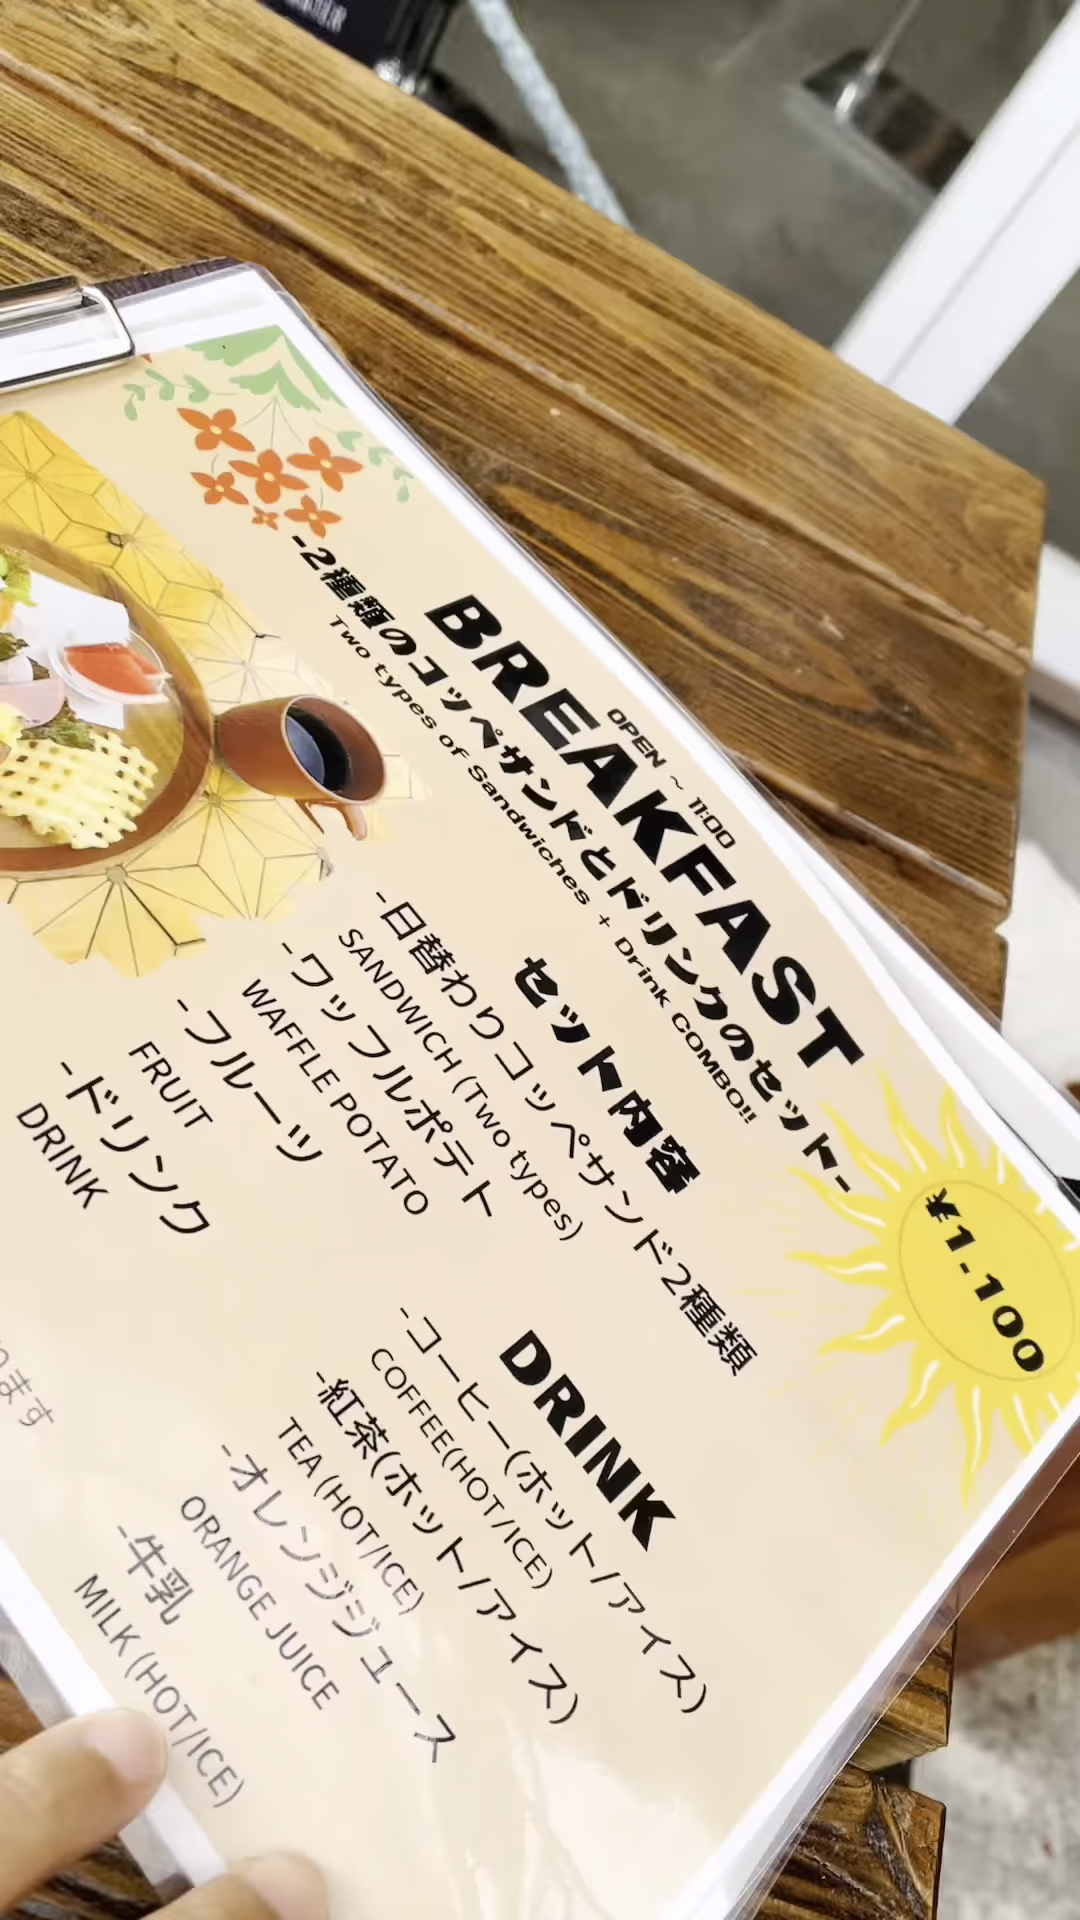 BREAKFAST
OPEN ~ 11:00
-2種類のコッペサンドとドリンクのセット-
Two types of Sandwiches + Drink COMBO!!
¥1-100
セット内容
-日替わりコッペサンド2種類
SANDWICH (Two types)
-ワッフルポテト
WAFFLE POTATO
-フルーツ
FRUIT
-ドリンク
DRINK
DRINK
-コーヒー(ホット/アイス)
COFFEE(HOT/ICE)
-紅茶(ホット/アイス)
TEA (HOT/ICE)
-オレンジジュース
ORANGE JUICE
-牛乳
MILK (HOT/ICE)
ます